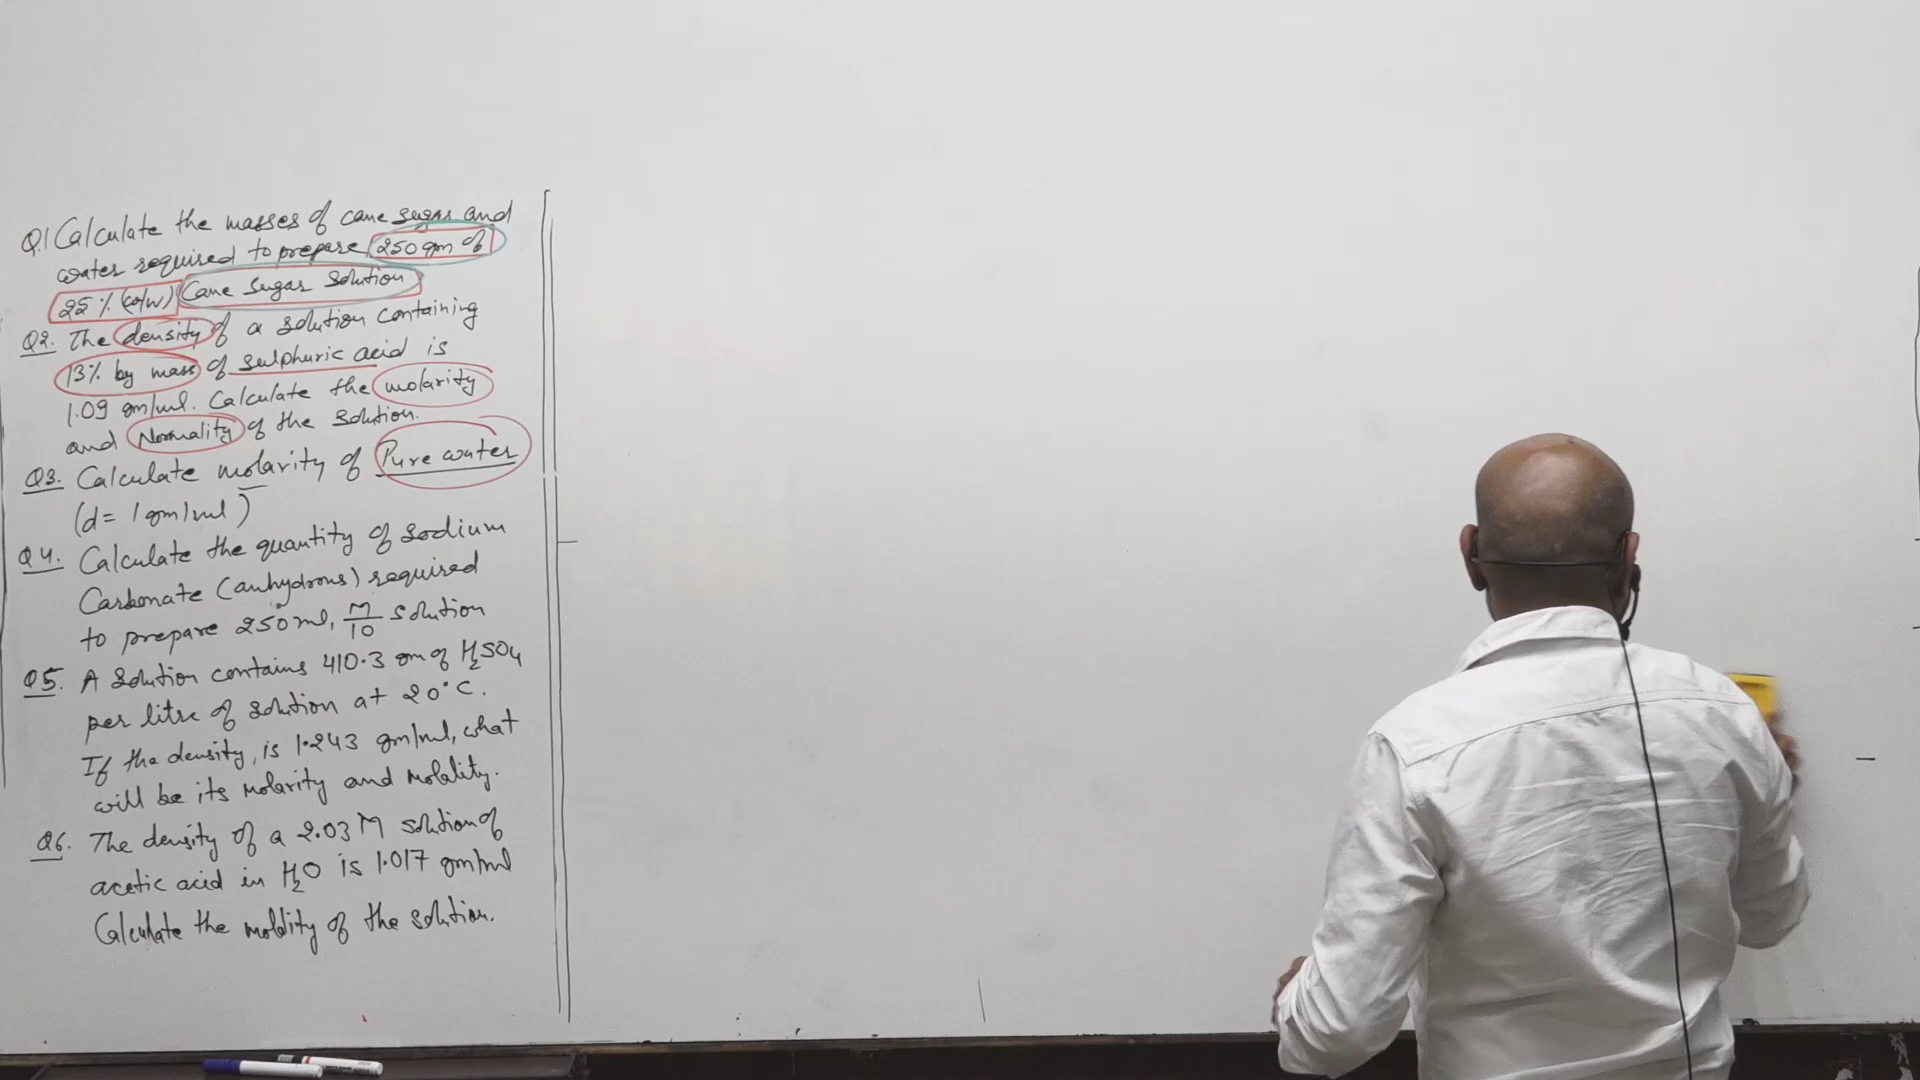 Q.1 Calculate the masses of cane sugar and
water required to prepare 250 gm of
25% (w/w) Cane Sugar Solution
Q2. The density of a solution containing
13% by mass of sulphuric acid is
1.09 gm/ml. Calculate the molarity
and Normality of the solution.
Q3. Calculate molarity of Pure water
(d = 1 gm/ml)
Q4. Calculate the quantity of sodium
Carbonate (anhydrous) required
to prepare 250 ml, M/10 solution
Q5. A solution contains 410.3 gm of H₂SO₄
per litre of solution at 20°C.
If the density, is 1.243 gm/ml, what
will be its molarity and molality.
Q6. The density of a 2.03 M solution of
acetic acid in H₂O is 1.017 gm/ml
Calculate the molality of the solution.